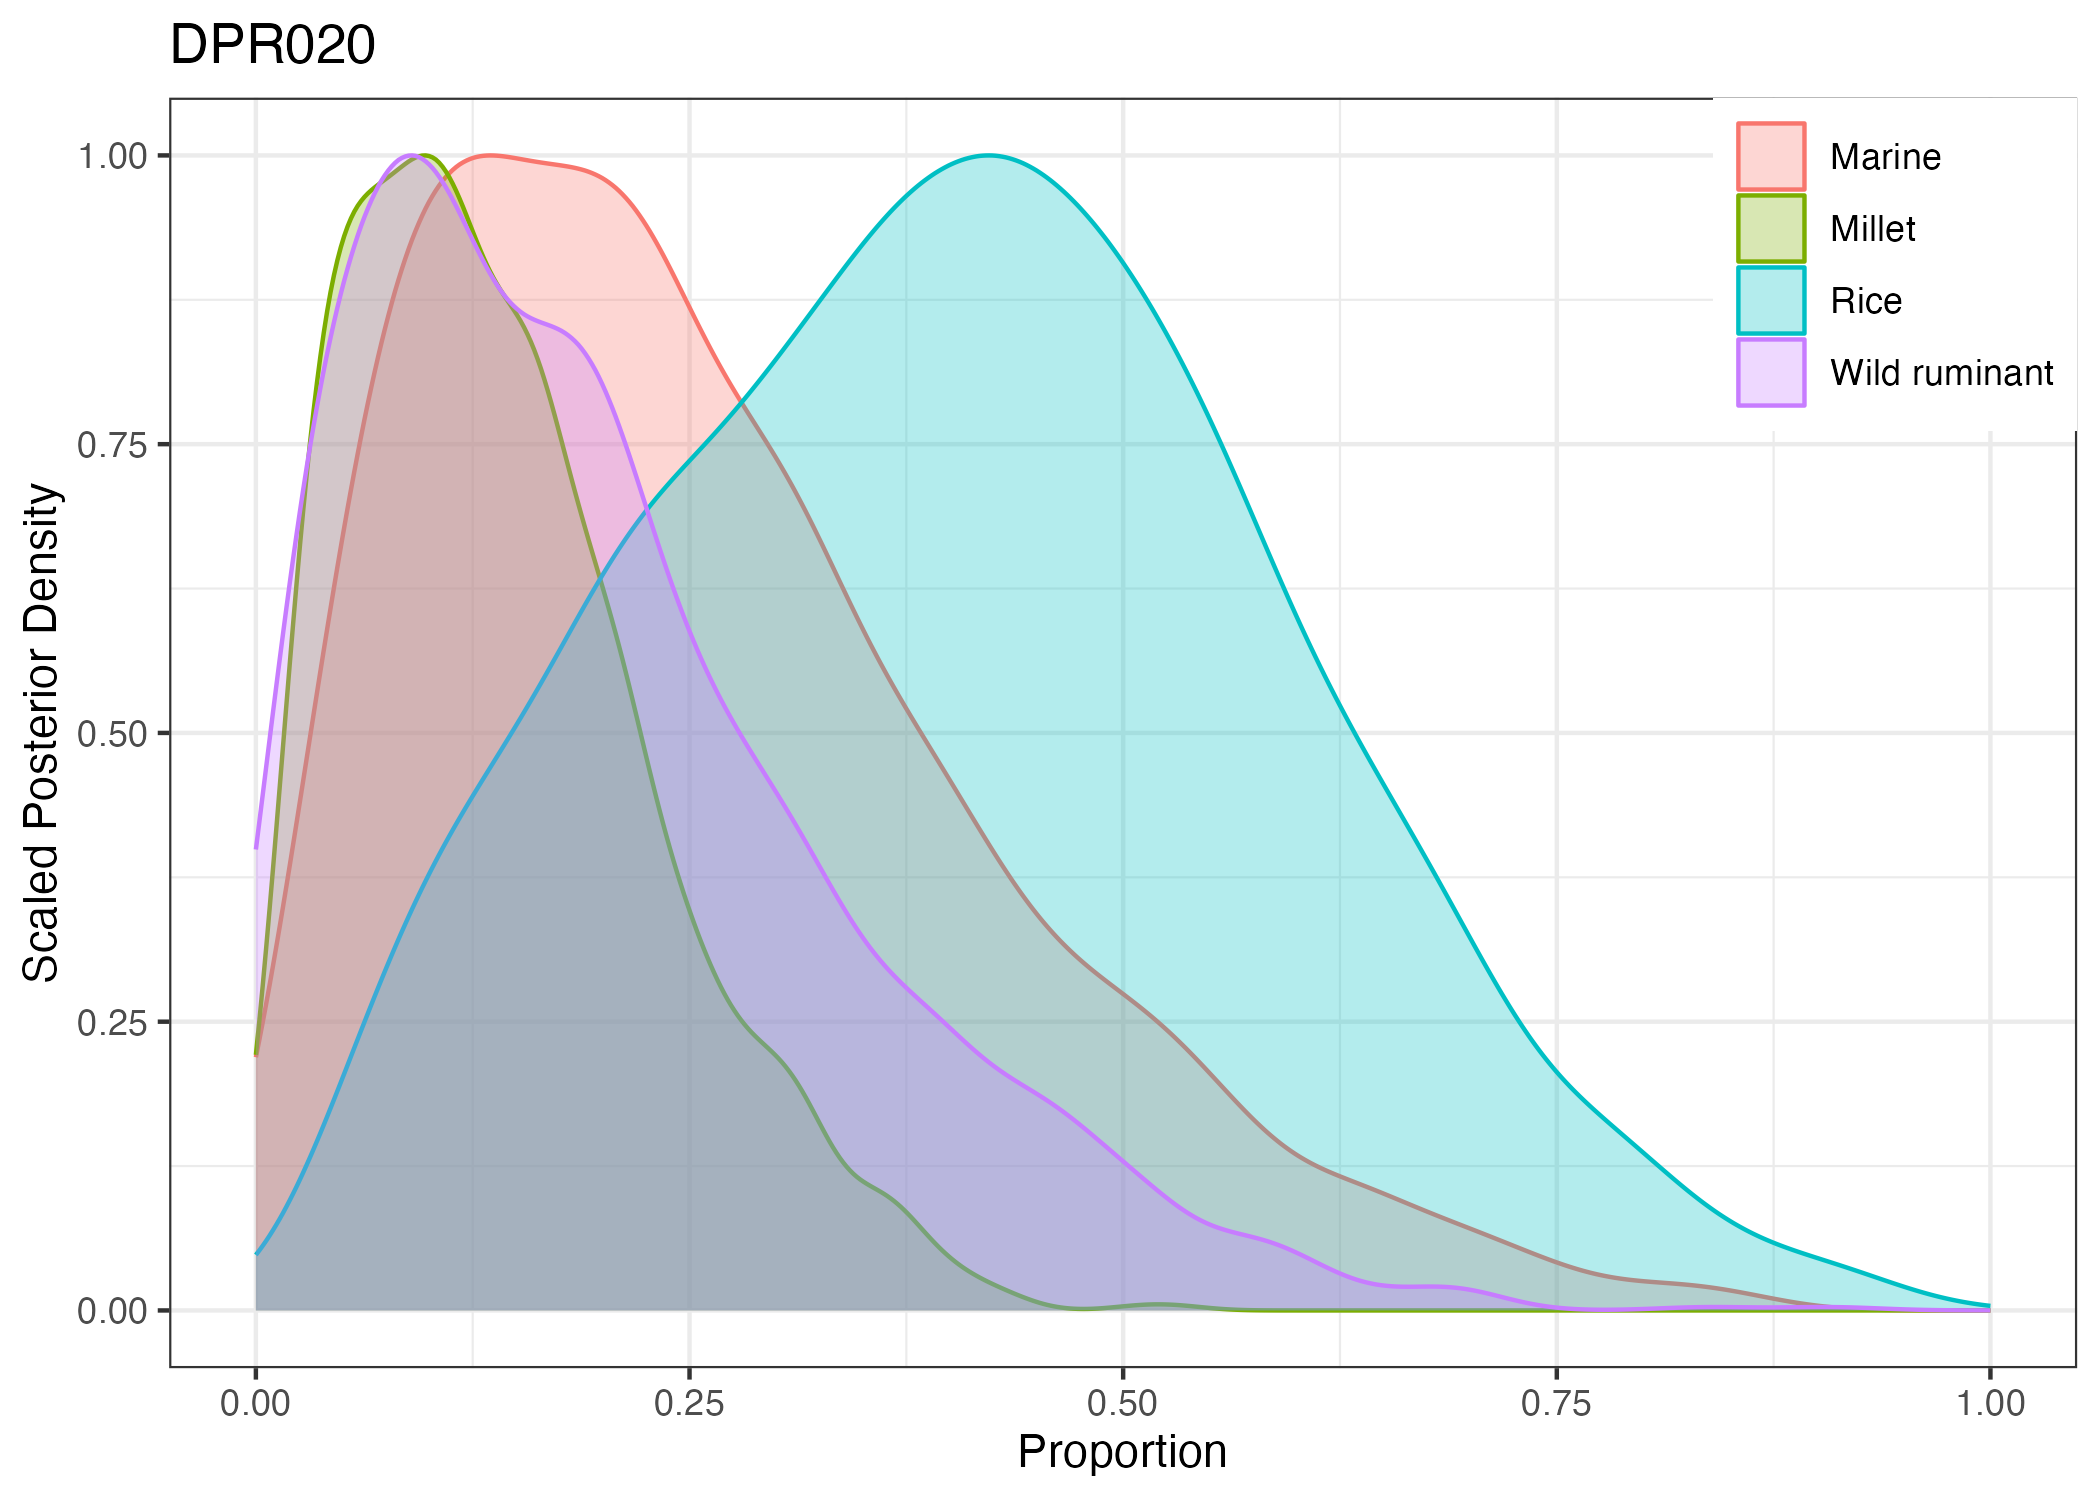 DPR020
Marine
Millet
Rice
Wild ruminant
Scaled Posterior Density
1.00
0.75
0.50
0.25
0.00
0.00 0.25 0.50 0.75 1.00
Proportion